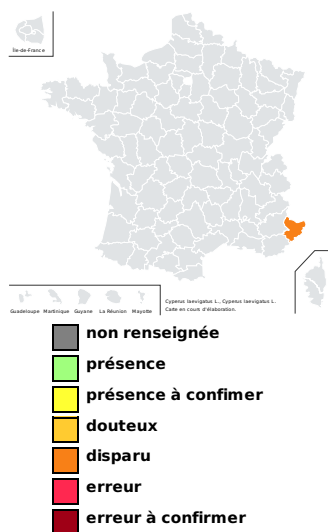 Île-de-France
Cyperus laevigatus L., Cyperus laevigatus L.
Carte en cours d'élaboration.
Guadeloupe Martinique Guyane La Réunion Mayotte
non renseignée
présence
présence à confimer
douteux
disparu
erreur
erreur à confirmer